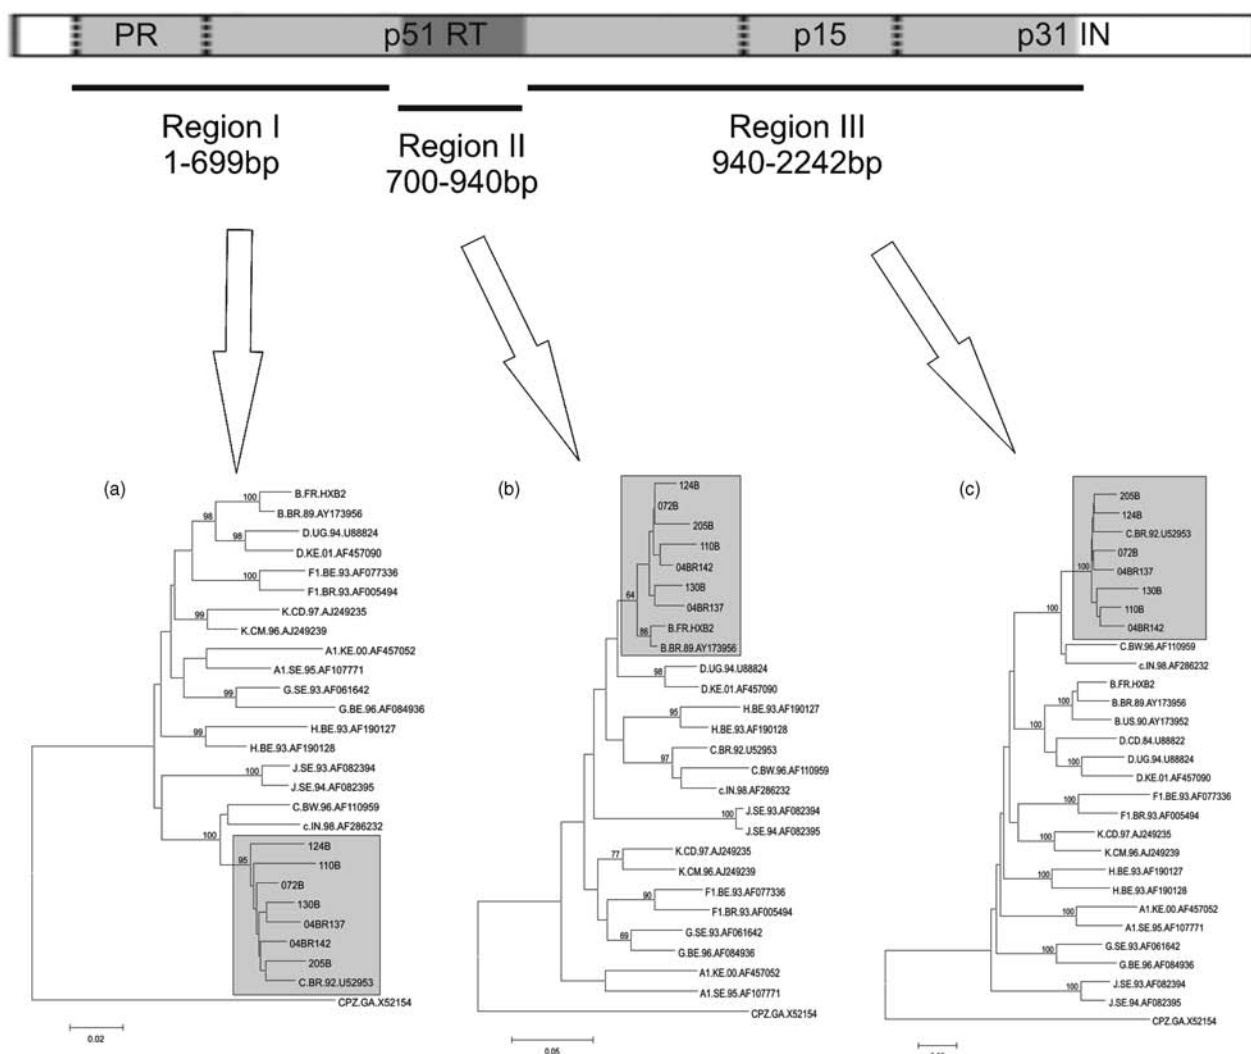 PR p51 RT p15 p31 IN
Region I
1-699bp
Region II
700-940bp
Region III
940-2242bp
(a)
100
B.FR.HXB2
98
B.BR.89.AY173956
D.UG.94.U88824
98
D.KE.01.AF457090
F1.BE.93.AF077336
100
F1.BR.93.AF005494
K.CD.97.AJ249235
99
K.CM.96.AJ249239
A1.KE.00.AF457052
A1.SE.95.AF107771
G.SE.93.AF061642
99
G.BE.96.AF084936
H.BE.93.AF190127
99
H.BE.93.AF190128
J.SE.93.AF082394
100
J.SE.94.AF082395
C.BW.96.AF110959
c.IN.98.AF286232
100
124B
95
110B
072B
130B
04BR137
04BR142
205B
C.BR.92.U52953
CPZ.GA.X52154
0.02
(b)
124B
072B
205B
110B
04BR142
130B
64
04BR137
B.FR.HXB2
86
B.BR.89.AY173956
D.UG.94.U88824
98
D.KE.01.AF457090
H.BE.93.AF190127
95
H.BE.93.AF190128
C.BR.92.U52953
97
C.BW.96.AF110959
c.IN.98.AF286232
J.SE.93.AF082394
100
J.SE.94.AF082395
K.CD.97.AJ249235
77
K.CM.96.AJ249239
F1.BE.93.AF077336
90
F1.BR.93.AF005494
G.SE.93.AF061642
69
G.BE.96.AF084936
A1.KE.00.AF457052
A1.SE.95.AF107771
CPZ.GA.X52154
0.05
(c)
205B
124B
C.BR.92.U52953
072B
100
04BR137
130B
110B
100
04BR142
C.BW.96.AF110959
c.IN.98.AF286232
B.FR.HXB2
100
B.BR.89.AY173956
B.US.90.AY173952
D.CD.84.U88822
D.UG.94.U88824
100
D.KE.01.AF457090
F1.BE.93.AF077336
100
F1.BR.93.AF005494
K.CD.97.AJ249235
100
K.CM.96.AJ249239
H.BE.93.AF190127
100
H.BE.93.AF190128
A1.KE.00.AF457052
100
A1.SE.95.AF107771
G.SE.93.AF061642
100
G.BE.96.AF084936
J.SE.93.AF082394
100
J.SE.94.AF082395
CPZ.GA.X52154